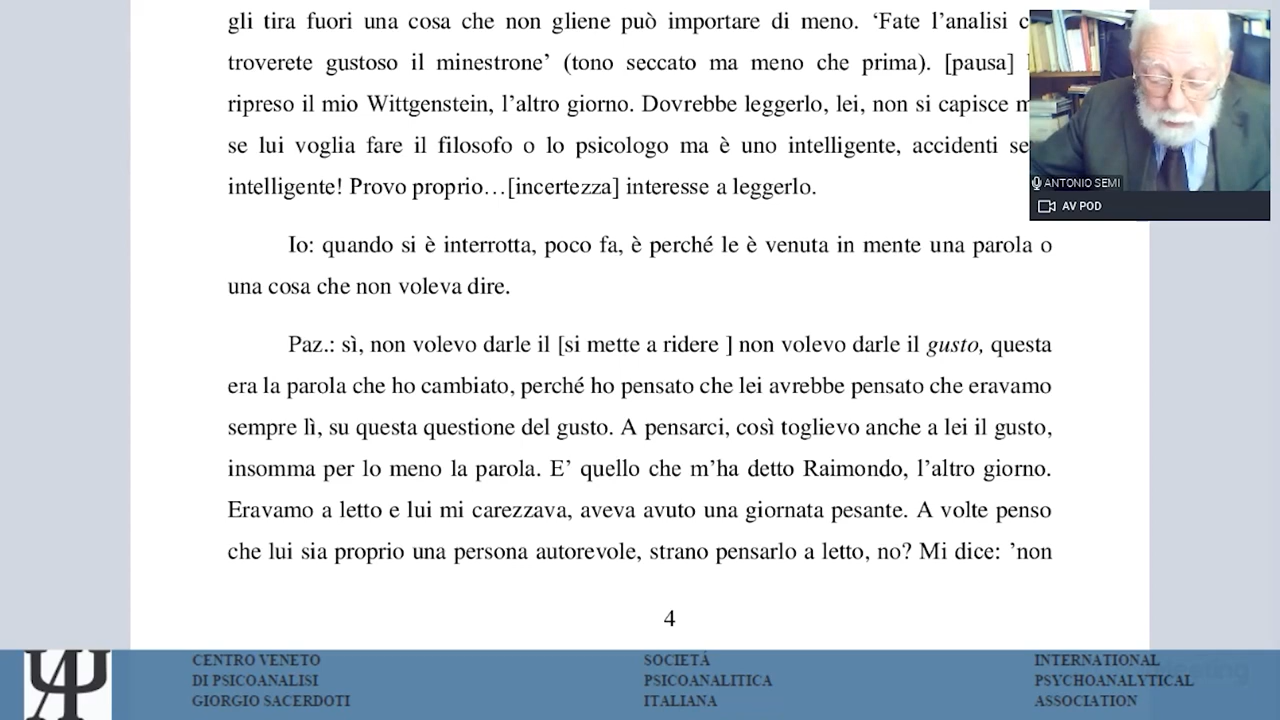 gli tira fuori una cosa che non gliene può importare di meno. ‘Fate l’analisi
troverete gustoso il minestrone’ (tono seccato ma meno che prima). [pausa]
ripreso il mio Wittgenstein, l’altro giorno. Dovrebbe leggerlo, lei, non si capisce
se lui voglia fare il filosofo o lo psicologo ma è uno intelligente, accidenti
intelligente! Provo proprio…[incertezza] interesse a leggerlo.
Io: quando si è interrotta, poco fa, è perché le è venuta in mente una parola o
una cosa che non voleva dire.
Paz.: sì, non volevo darle il [si mette a ridere ] non volevo darle il gusto, questa
era la parola che ho cambiato, perché ho pensato che lei avrebbe pensato che eravamo
sempre lì, su questa questione del gusto. A pensarci, così toglievo anche a lei il gusto,
insomma per lo meno la parola. E’ quello che m’ha detto Raimondo, l’altro giorno.
Eravamo a letto e lui mi carezzava, aveva avuto una giornata pesante. A volte penso
che lui sia proprio una persona autorevole, strano pensarlo a letto, no? Mi dice: ’non
4
ANTONIO SEMI
AV POD
CENTRO VENETO
DI PSICOANALISI
GIORGIO SACERDOTI
SOCIETÀ
PSICOANALITICA
ITALIANA
INTERNATIONAL
PSYCHOANALYTICAL
ASSOCIATION